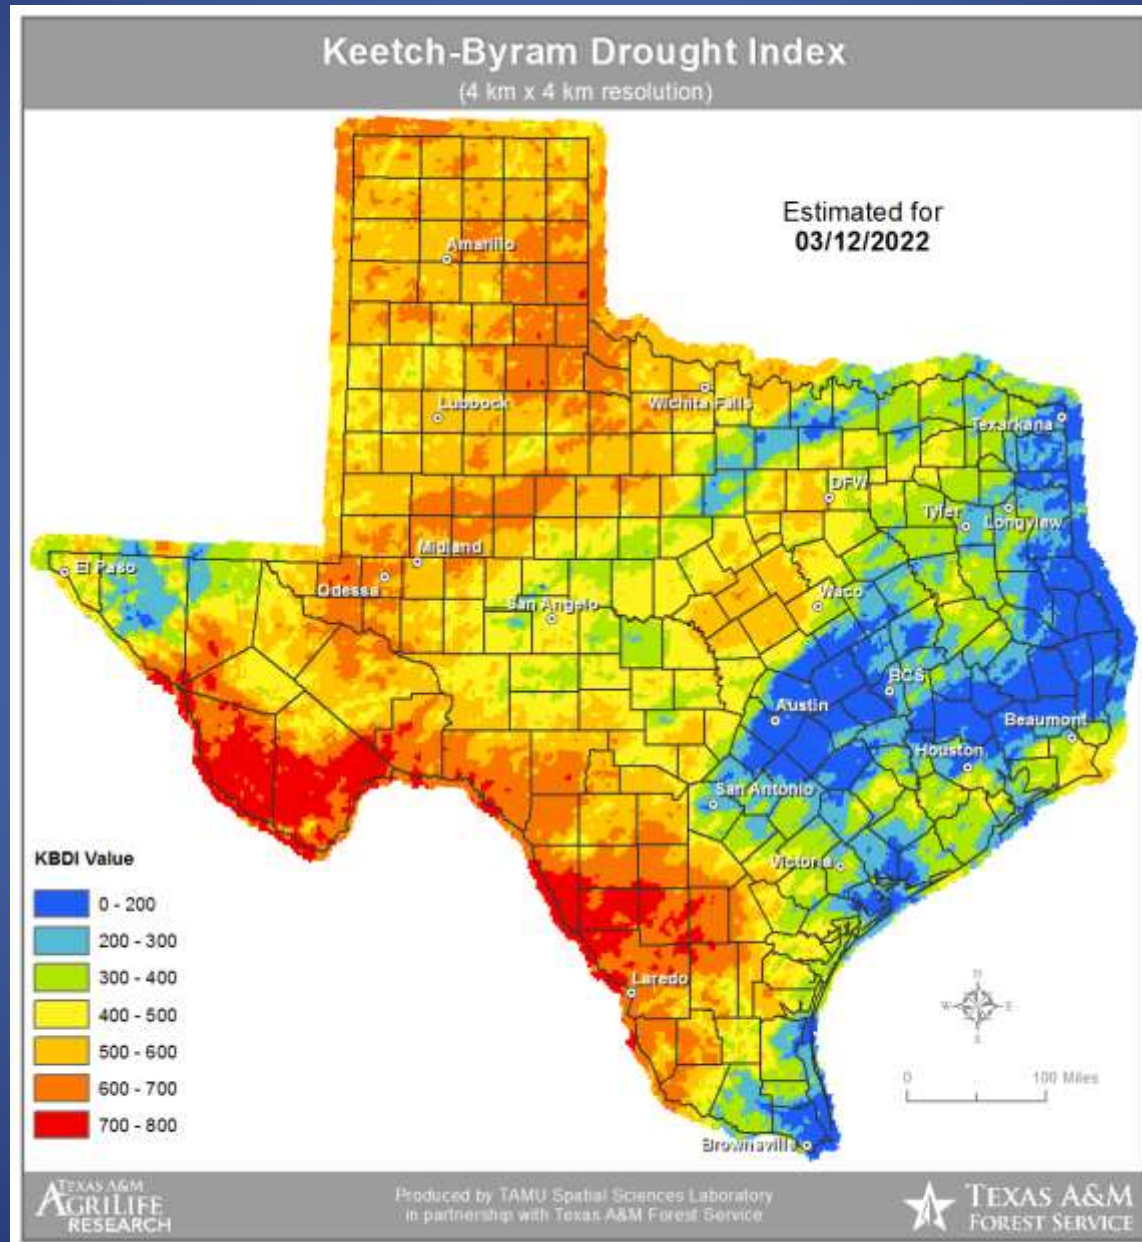 Keetch-Byram Drought Index
(4 km x 4 km resolution)
Estimated for
03/12/2022
Amarillo
Lubbock
Wichita Falls
Texarkana
DFW
Tyler
Longview
Midland
El Paso
Odessa
San Angelo
Waco
BCS
Austin
Beaumont
Houston
San Antonio
Victoria
Laredo
Brownsville
KBDI Value
0 - 200
200 - 300
300 - 400
400 - 500
500 - 600
600 - 700
700 - 800
N
W E
S
0 100 Miles
TEXAS A&M
AGRILIFE
RESEARCH
Produced by TAMU Spatial Sciences Laboratory
in partnership with Texas A&M Forest Service
TEXAS A&M
FOREST SERVICE